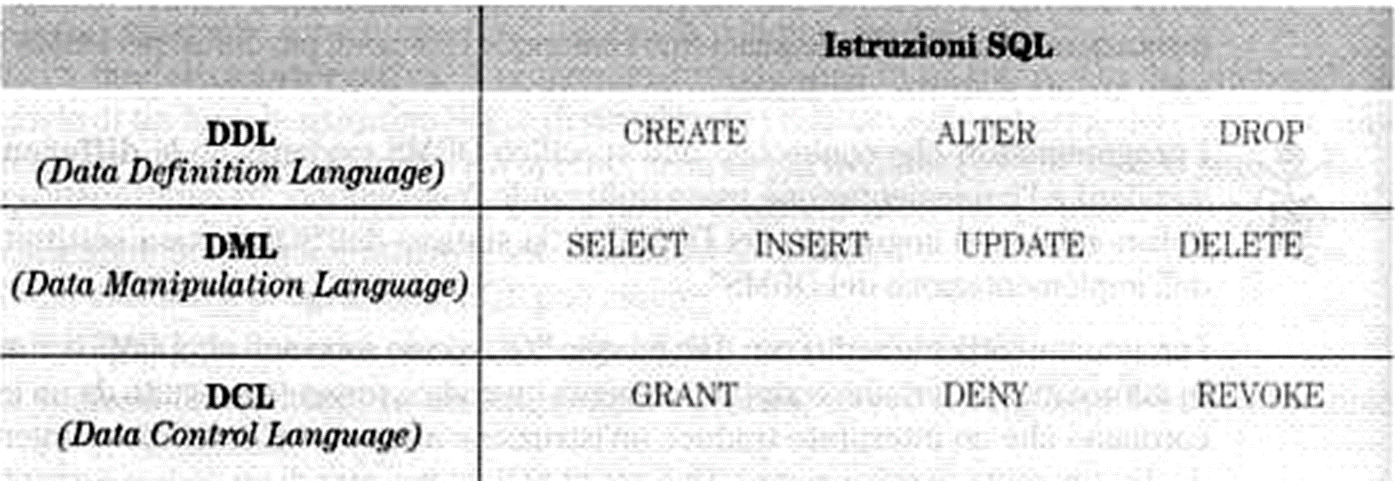 Istruzioni SQL
DDL
(Data Definition Language)
CREATE ALTER DROP
DML
(Data Manipulation Language)
SELECT INSERT UPDATE DELETE
DCL
(Data Control Language)
GRANT DENY REVOKE